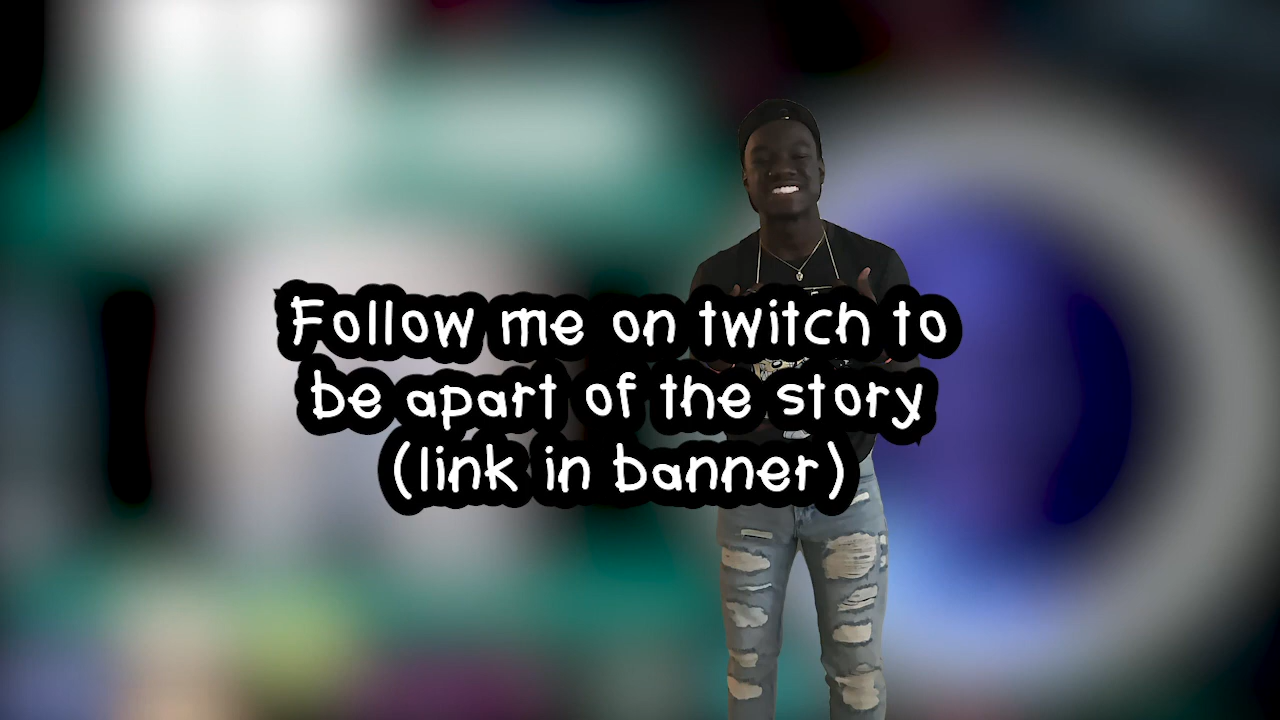 Follow me on twitch to
be apart of the story
(link in banner)